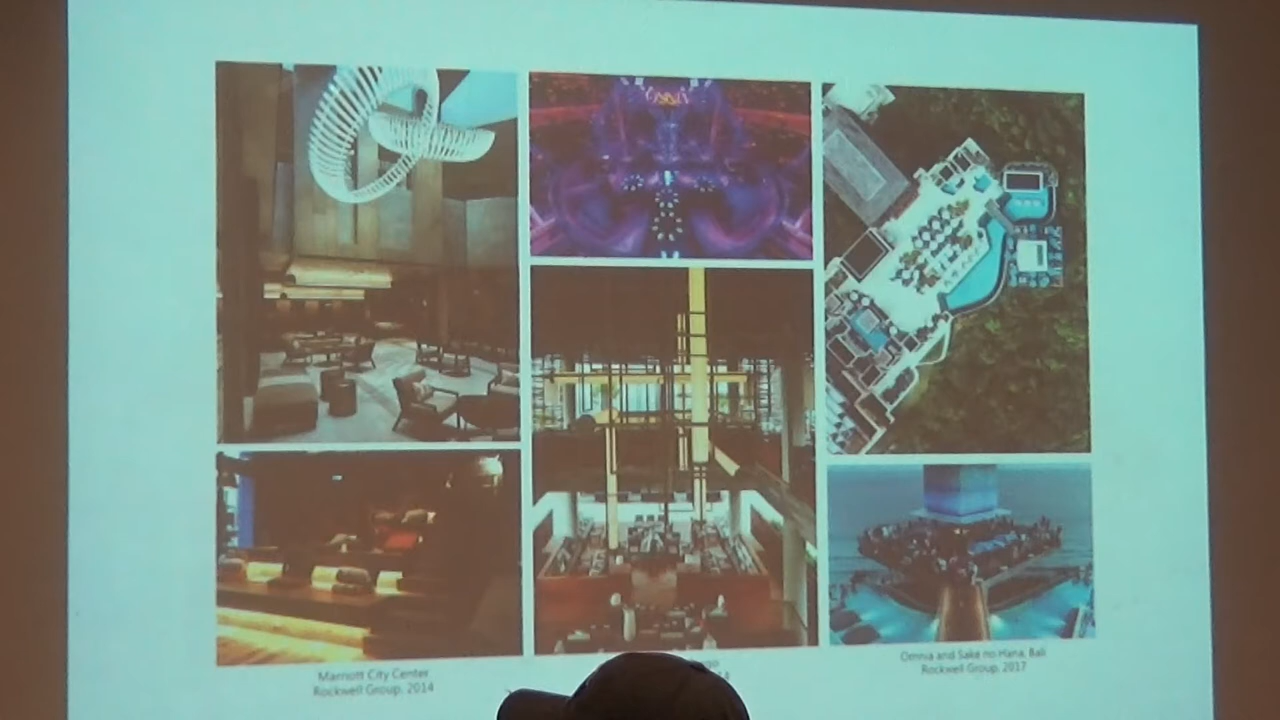 Marriott City Center
Rockwell Group, 2014
Omnia and Sake no Hana, Bali
Rockwell Group, 2017